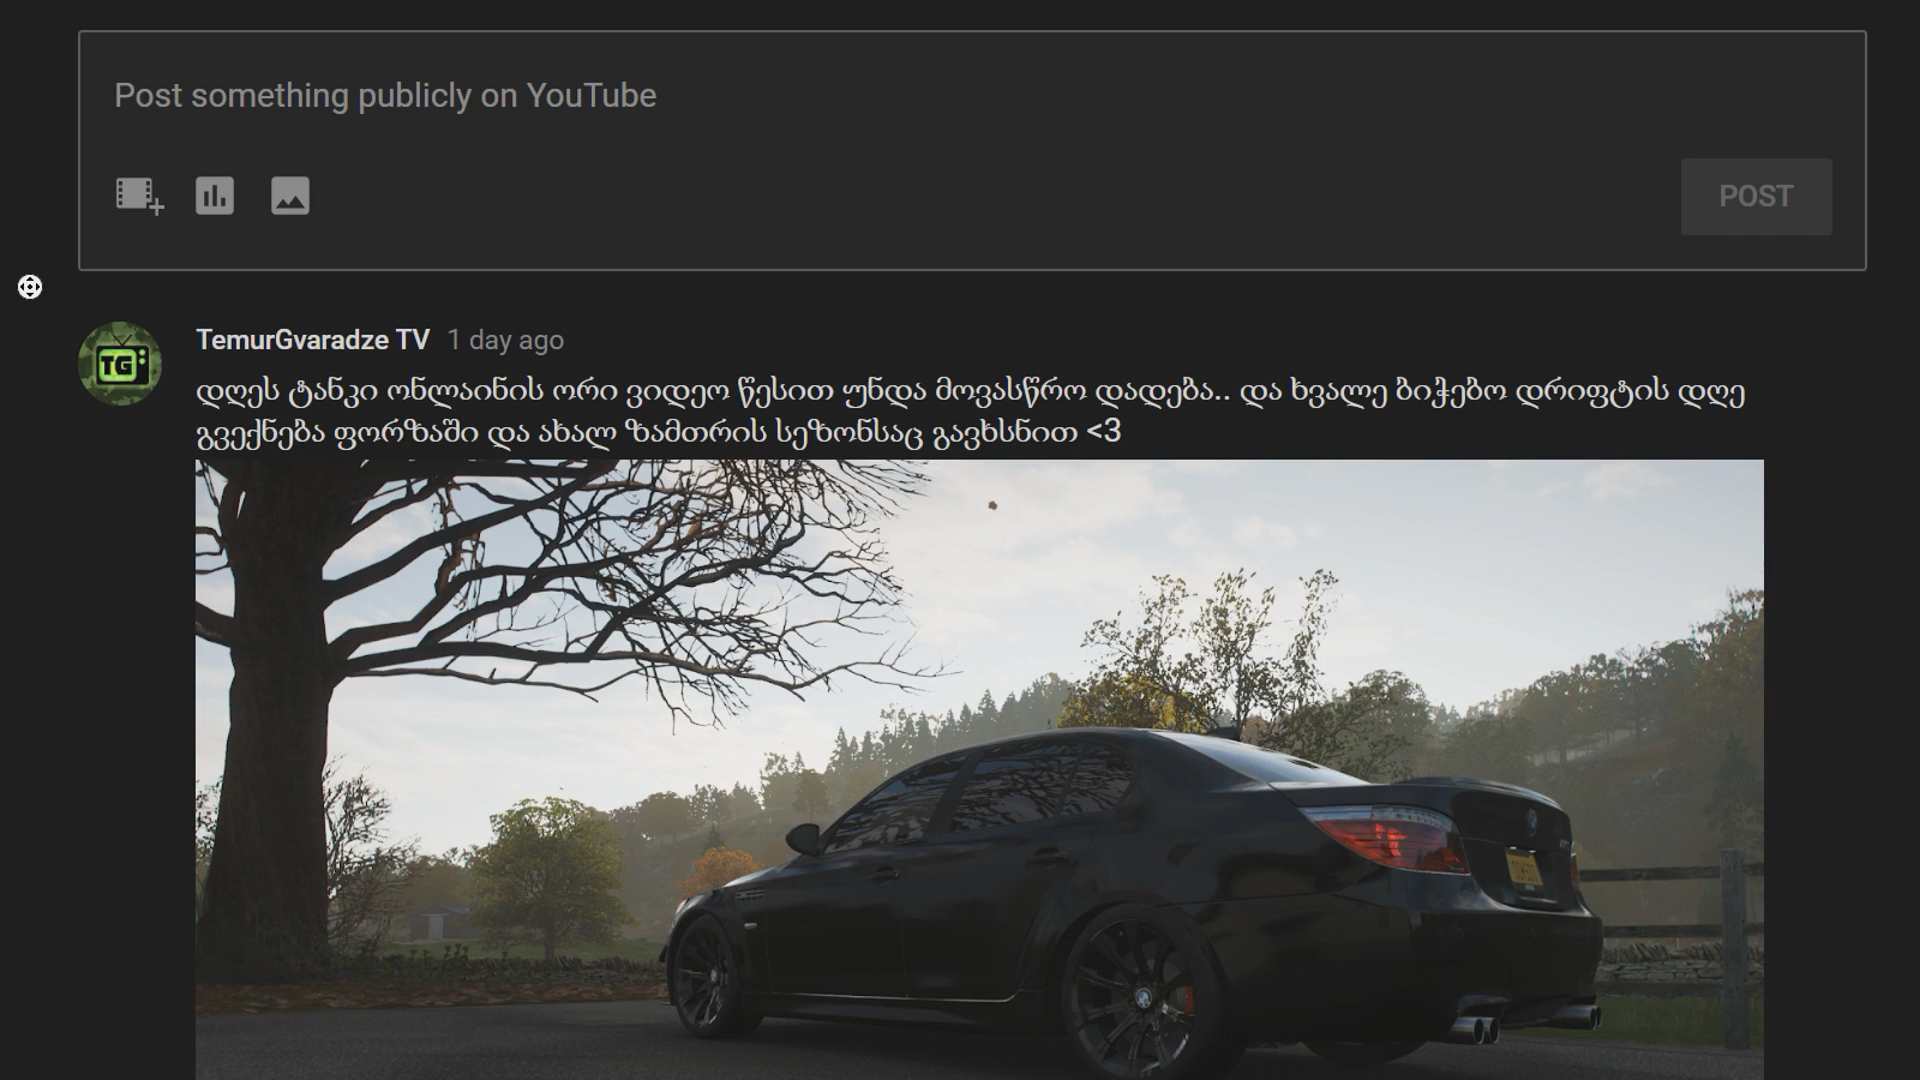 Post something publicly on YouTube
POST
TemurGvaradze TV 1 day ago
TG
დღეს ტანკი ონლაინის ორი ვიდეო წესით უნდა მოვასწრო დადება.. და ხვალე ბიჭებო დრიფტის დღე
გვექნება ფორზაში და ახალ ზამთრის სეზონსაც გავხსნით <3